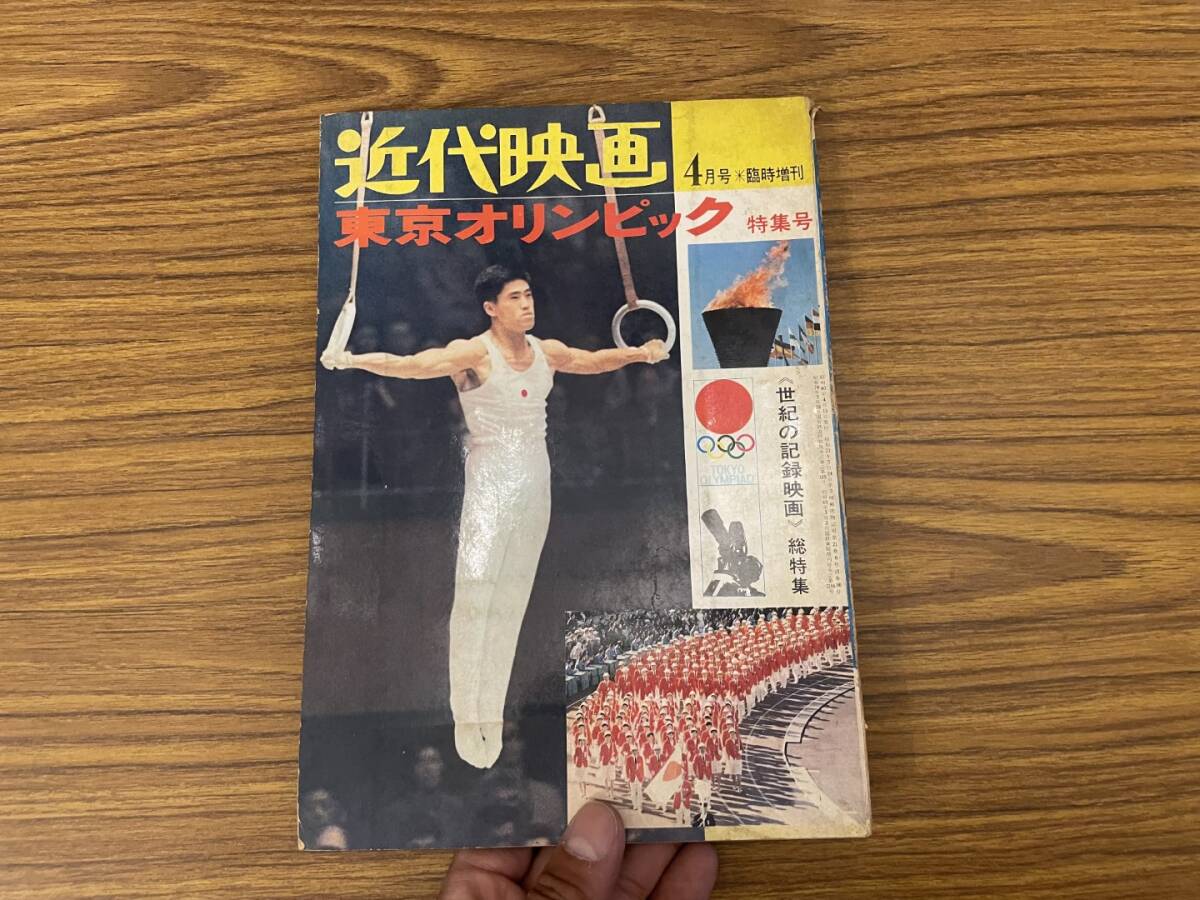 近代映画
4月号*臨時増刊
東京オリンピック 特集号
TOKYO
OLYMPIAD
《世紀の記録映画》総特集